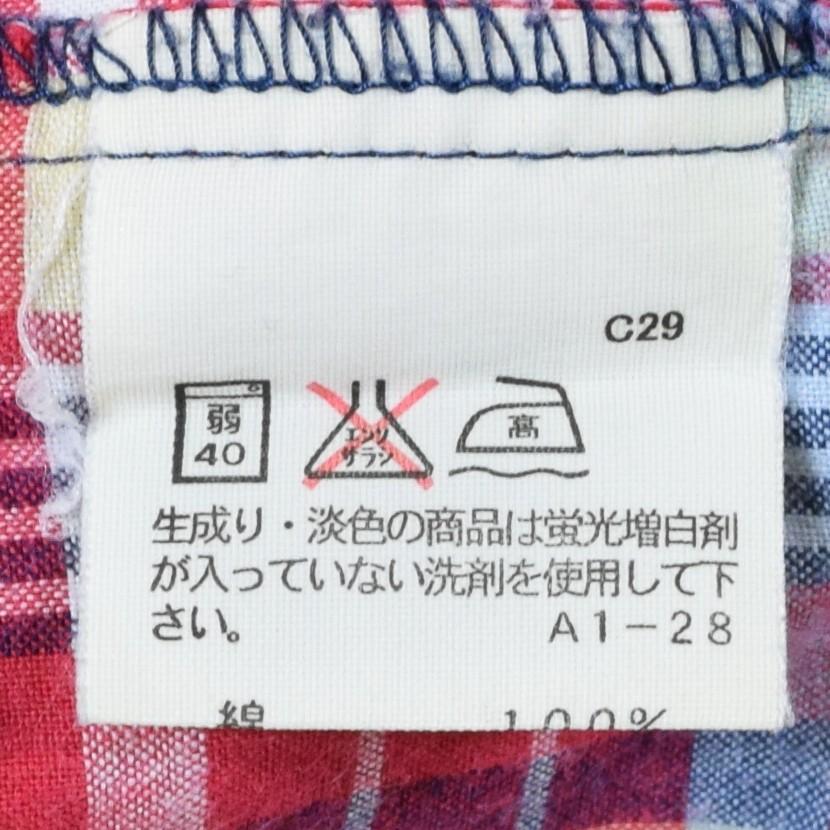 C29
弱
40
エンソ
サラシ
高
生成り・淡色の商品は蛍光増白剤
が入っていない洗剤を使用して下
さい。 A1－28
綿 100%